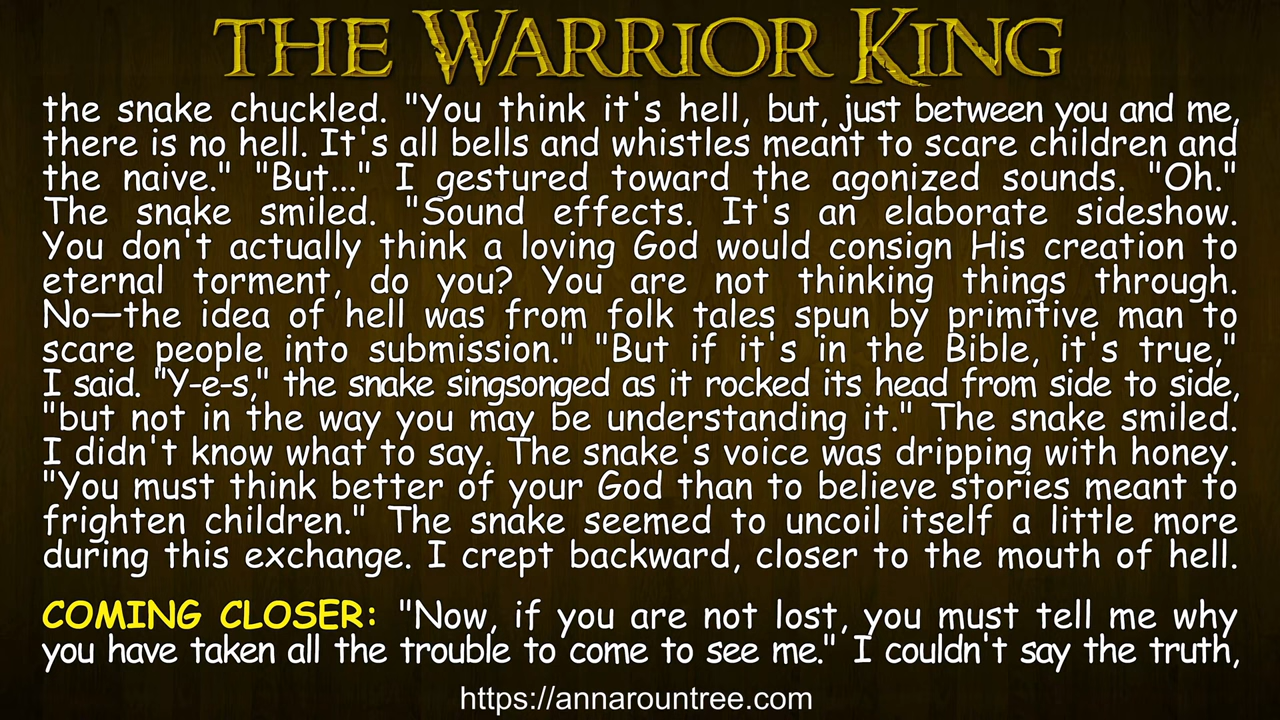 THE WARRIOR KING
the snake chuckled. "You think it's hell, but, just between you and me,
there is no hell. It's all bells and whistles meant to scare children and
the naive." "But..." I gestured toward the agonized sounds. "Oh."
The snake smiled. "Sound effects. It's an elaborate sideshow.
You don't actually think a loving God would consign His creation to
eternal torment, do you? You are not thinking things through.
No—the idea of hell was from folk tales spun by primitive man to
scare people into submission." "But if it's in the Bible, it's true,"
I said. "Y-e-s," the snake singsonged as it rocked its head from side to side,
"but not in the way you may be understanding it." The snake smiled.
I didn't know what to say. The snake's voice was dripping with honey.
"You must think better of your God than to believe stories meant to
frighten children." The snake seemed to uncoil itself a little more
during this exchange. I crept backward, closer to the mouth of hell.
COMING CLOSER: "Now, if you are not lost, you must tell me why
you have taken all the trouble to come to see me." I couldn't say the truth,
https://annarountree.com